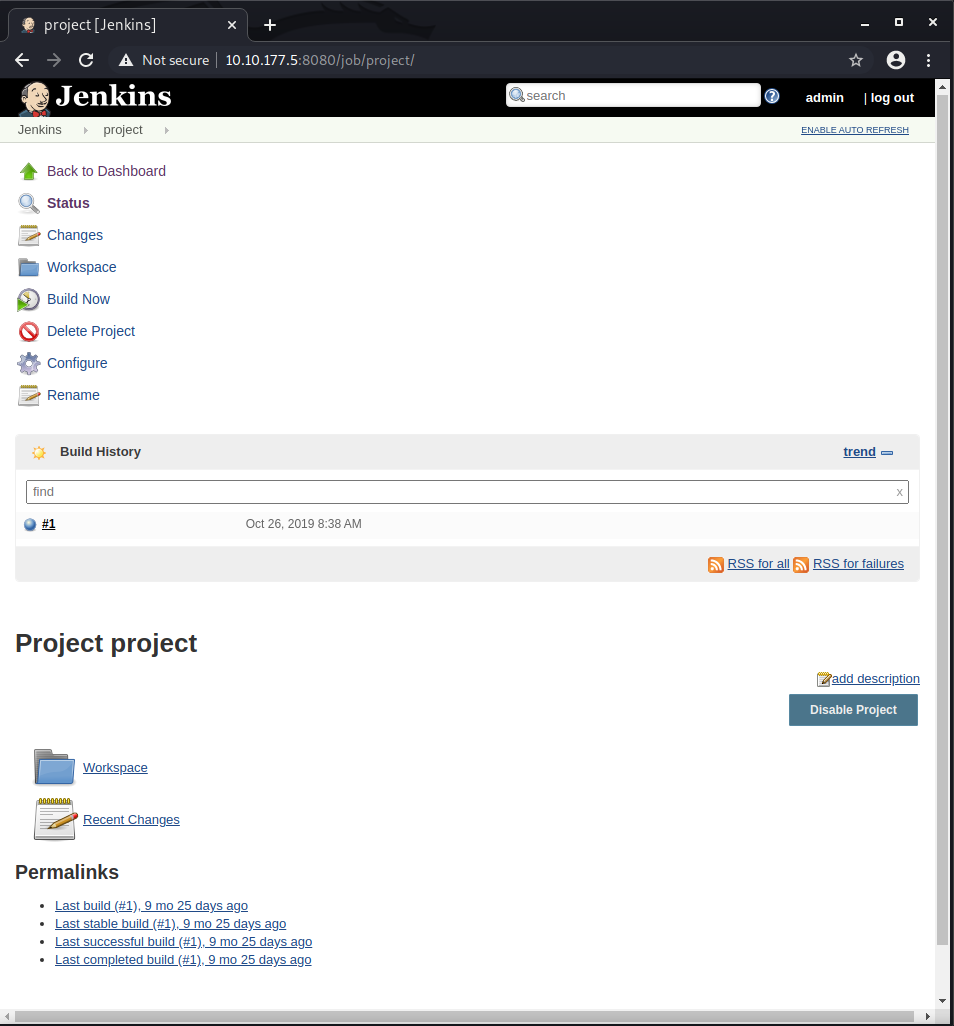 project [Jenkins]
Not secure 10.10.177.5:8080/job/project/
Jenkins search admin | log out
Jenkins project ENABLE AUTO REFRESH
Back to Dashboard
Status
Changes
Workspace
Build Now
Delete Project
Configure
Rename
Build History trend
find x
#1 Oct 26, 2019 8:38 AM
RSS for all RSS for failures
Project project
add description
Disable Project
Workspace
Recent Changes
Permalinks
Last build (#1), 9 mo 25 days ago
Last stable build (#1), 9 mo 25 days ago
Last successful build (#1), 9 mo 25 days ago
Last completed build (#1), 9 mo 25 days ago